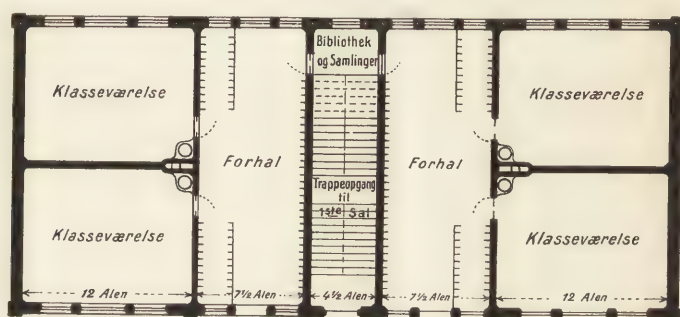 Bibliothek
og Samlinger
Klasseværelse
Klasseværelse
Forhal
Forhal
Trappeopgang
til
1ste Sal
Klasseværelse
Klasseværelse
12 Alen
7½ Alen
4½ Alen
7½ Alen
12 Alen